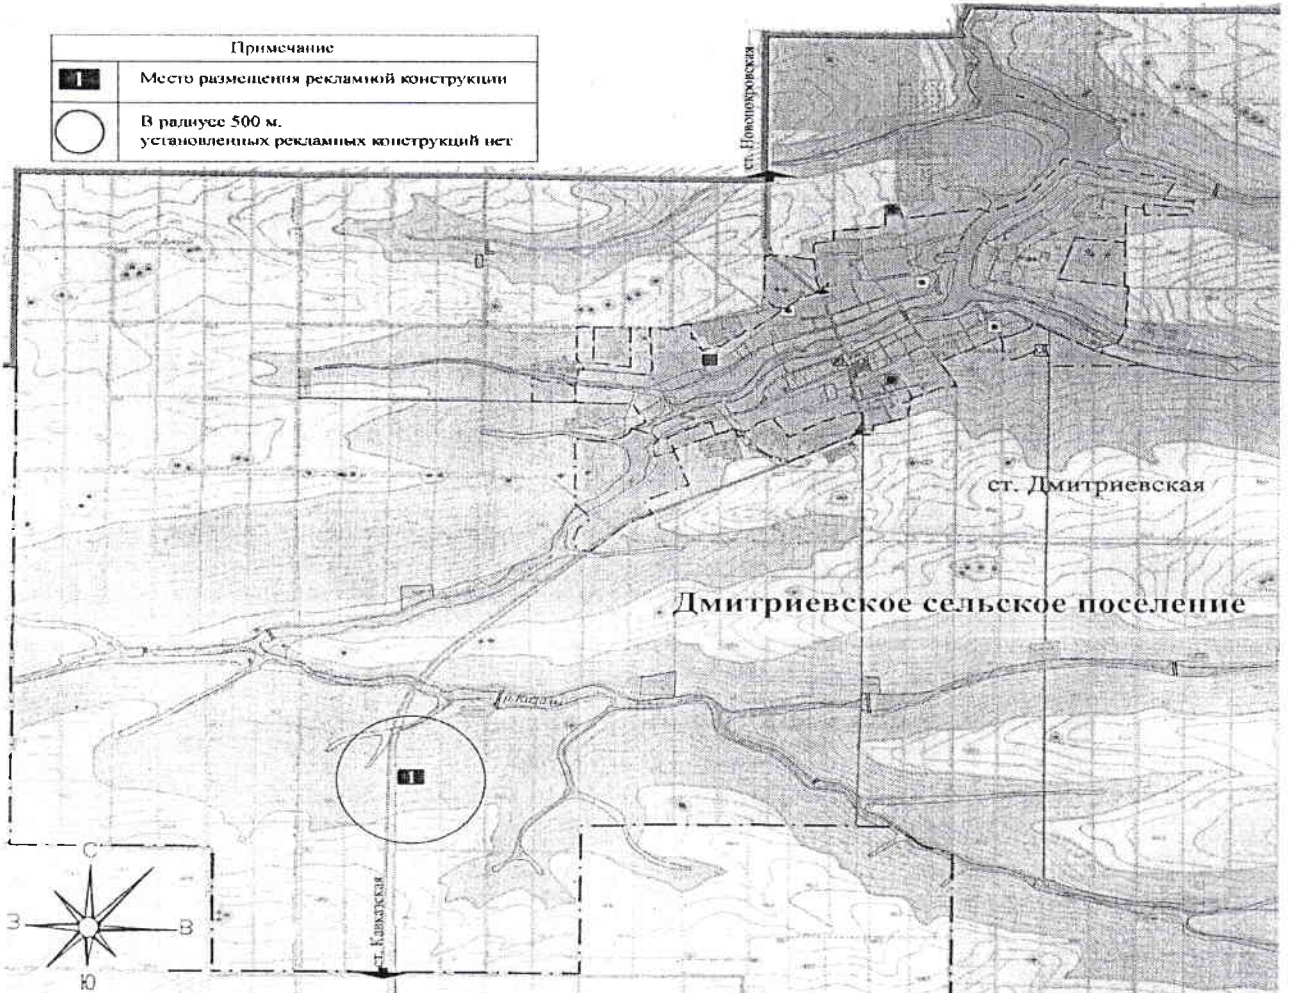 Примечание
1 Место размещения рекламной конструкции
В радиусе 500 м.
установленных рекламных конструкций нет
ст. Новопокровская
ст. Дмитриевская
Дмитриевское сельское поселение
1
ст. Кавказская
С
З
В
Ю